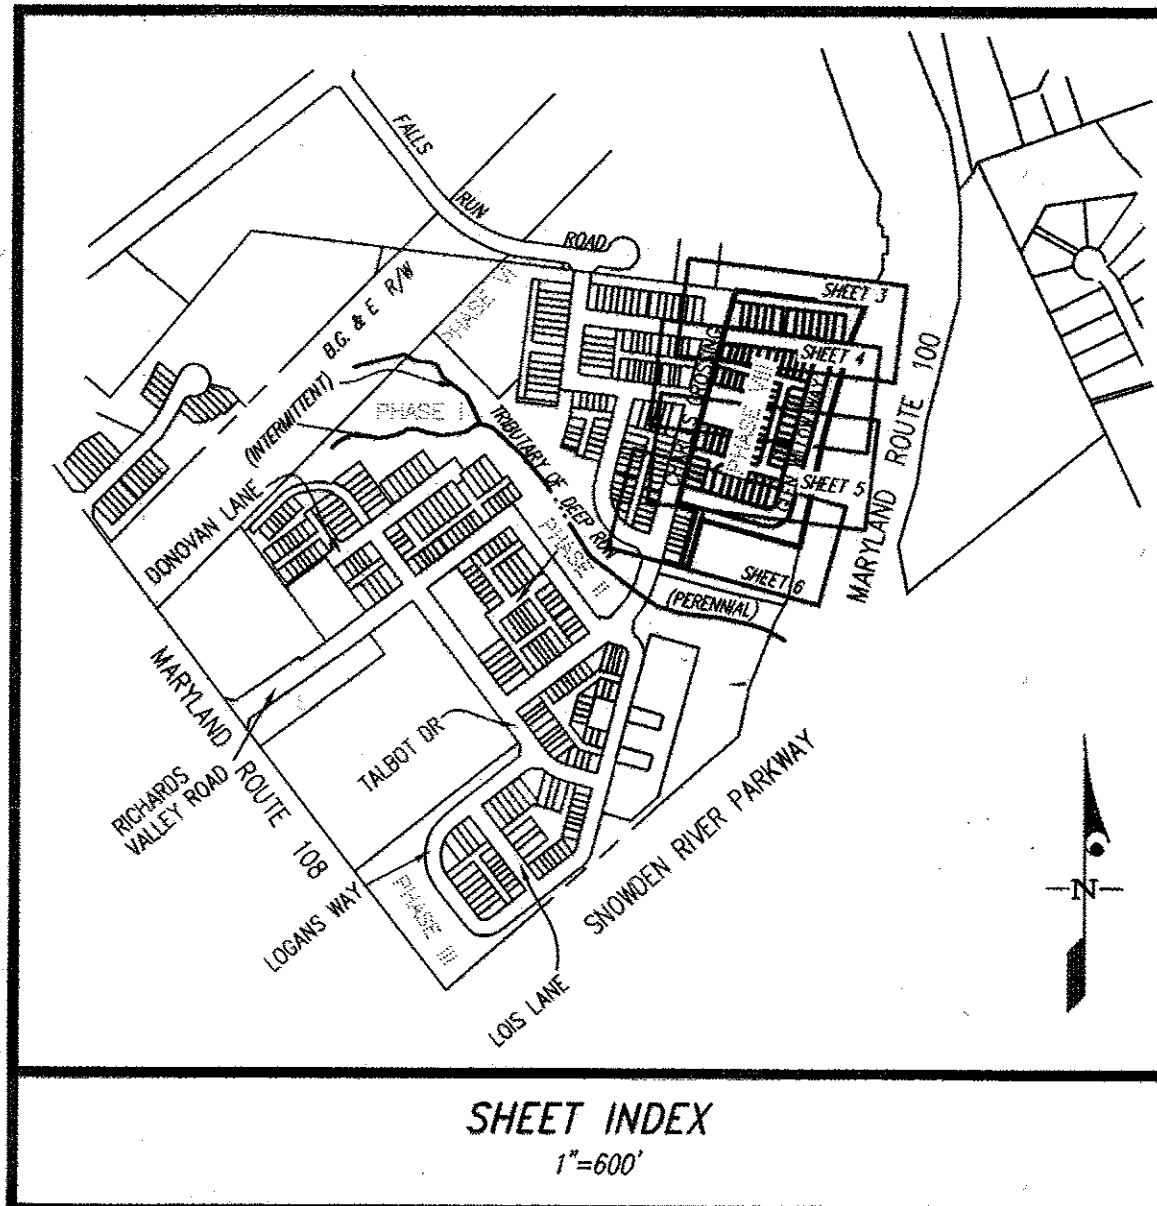 FALLS
RUN
ROAD
B.G. & E R/W
PHASE VI
SHEET 3
SHEET 4
SHEET 5
SHEET 6
CHARLS CROSSING
PHASE VIII
MARYLAND ROUTE 100
(INTERMITTENT)
PHASE I
TRIBUTARY OF DEEP RUN
(PERENNIAL)
DONOVAN LANE
PHASE II
MARYLAND ROUTE 108
RICHARDS
VALLEY ROAD
TALBOT DR
LOGANS WAY
PHASE III
LOIS LANE
SNOWDEN RIVER PARKWAY
N
SHEET INDEX
1"=600'